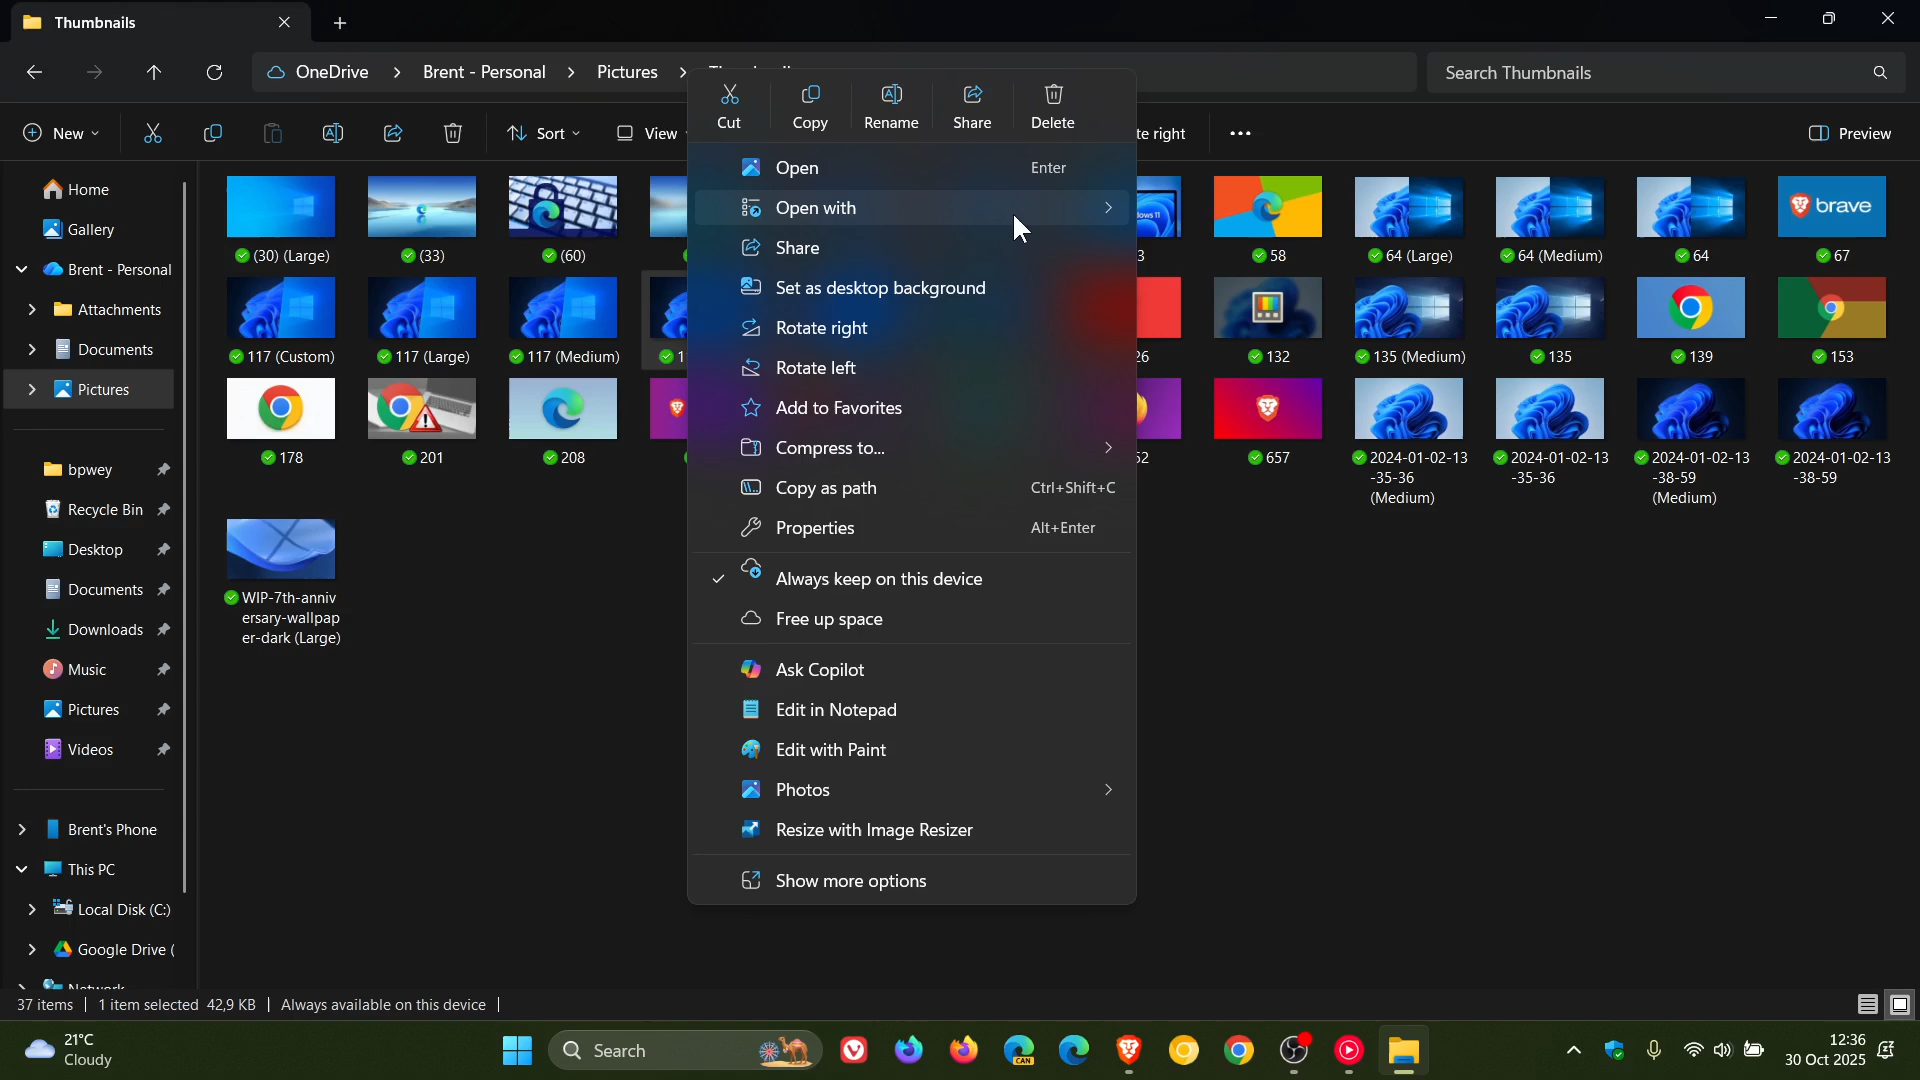 Thumbnails
OneDrive > Brent - Personal > Pictures >
Search Thumbnails
New
Sort
View
Preview
Cut
Copy
Rename
Share
Delete
Open Enter
Open with
Share
Set as desktop background
Rotate right
Rotate left
Add to Favorites
Compress to...
Copy as path Ctrl+Shift+C
Properties Alt+Enter
Always keep on this device
Free up space
Ask Copilot
Edit in Notepad
Edit with Paint
Photos
Resize with Image Resizer
Show more options
te right
Home
Gallery
Brent - Personal
Attachments
Documents
Pictures
bpwey
Recycle Bin
Desktop
Documents
Downloads
Music
Pictures
Videos
Brent's Phone
This PC
Local Disk (C:)
Google Drive (
Network
(30) (Large)
(33)
(60)
3
58
64 (Large)
64 (Medium)
64
brave
67
117 (Custom)
117 (Large)
117 (Medium)
11
26
132
135 (Medium)
135
139
153
178
201
208
52
657
2024-01-02-13
-35-36
(Medium)
2024-01-02-13
-35-36
2024-01-02-13
-38-59
(Medium)
2024-01-02-13
-38-59
WIP-7th-anniv
ersary-wallpap
er-dark (Large)
37 items
1 item selected 42,9 KB
Always available on this device
21°C
Cloudy
Search
CAN
12:36
30 Oct 2025